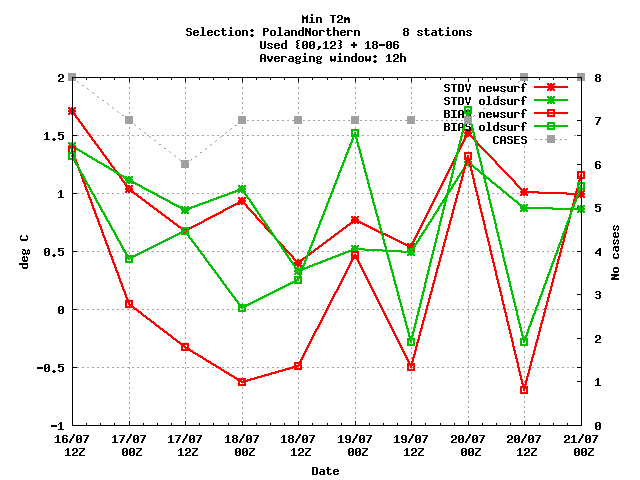 Min T2m
Selection: PolandNorthern 8 stations
Used {00,12} + 18-06
Averaging window: 12h
STDV newsurf
STDV oldsurf
BIAS newsurf
BIAS oldsurf
CASES
2
1.5
1
0.5
0
-0.5
-1
deg C
8
7
6
5
4
3
2
1
0
No cases
16/07 17/07 17/07 18/07 18/07 19/07 19/07 20/07 20/07 21/07
12Z 00Z 12Z 00Z 12Z 00Z 12Z 00Z 12Z 00Z
Date